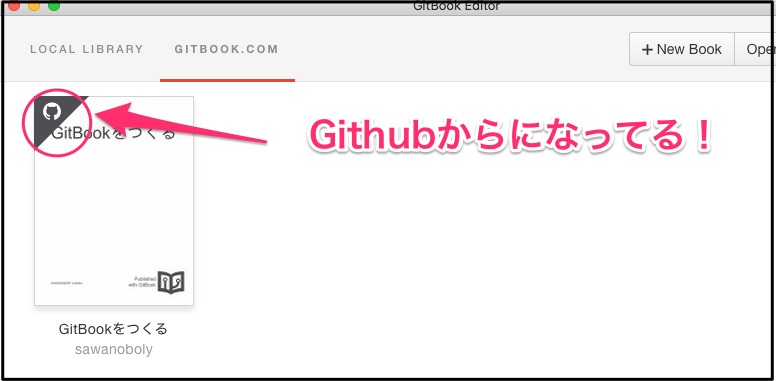 GitBook Editor
LOCAL LIBRARY
GITBOOK.COM
+ New Book
Open
Githubからになってる！
GitBookをつくる
Published
with GitBook
GitBookをつくる
sawanoboly